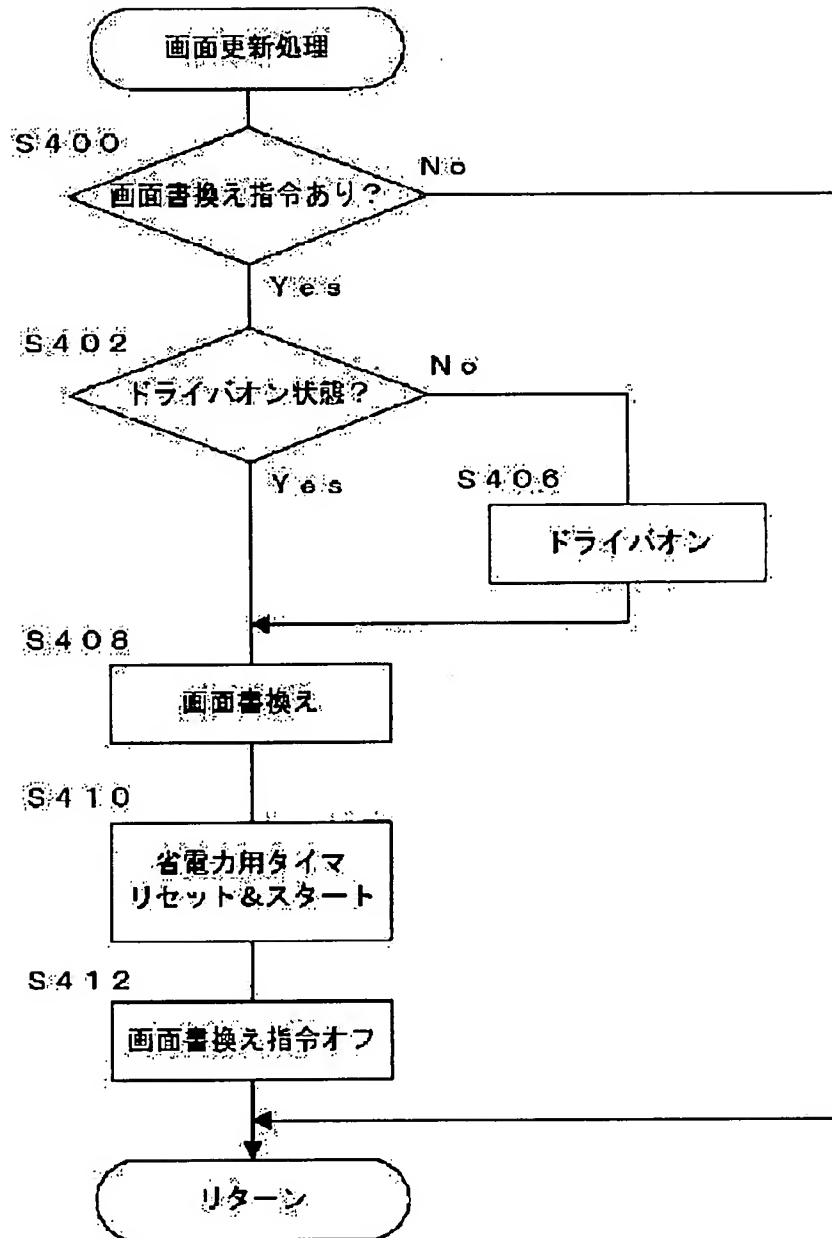 画面更新処理
S400
画面書換え指令あり？
No
Yes
S402
ドライバオン状態？
No
Yes
S406
ドライバオン
S408
画面書換え
S410
省電力用タイマ
リセット＆スタート
S412
画面書換え指令オフ
リターン